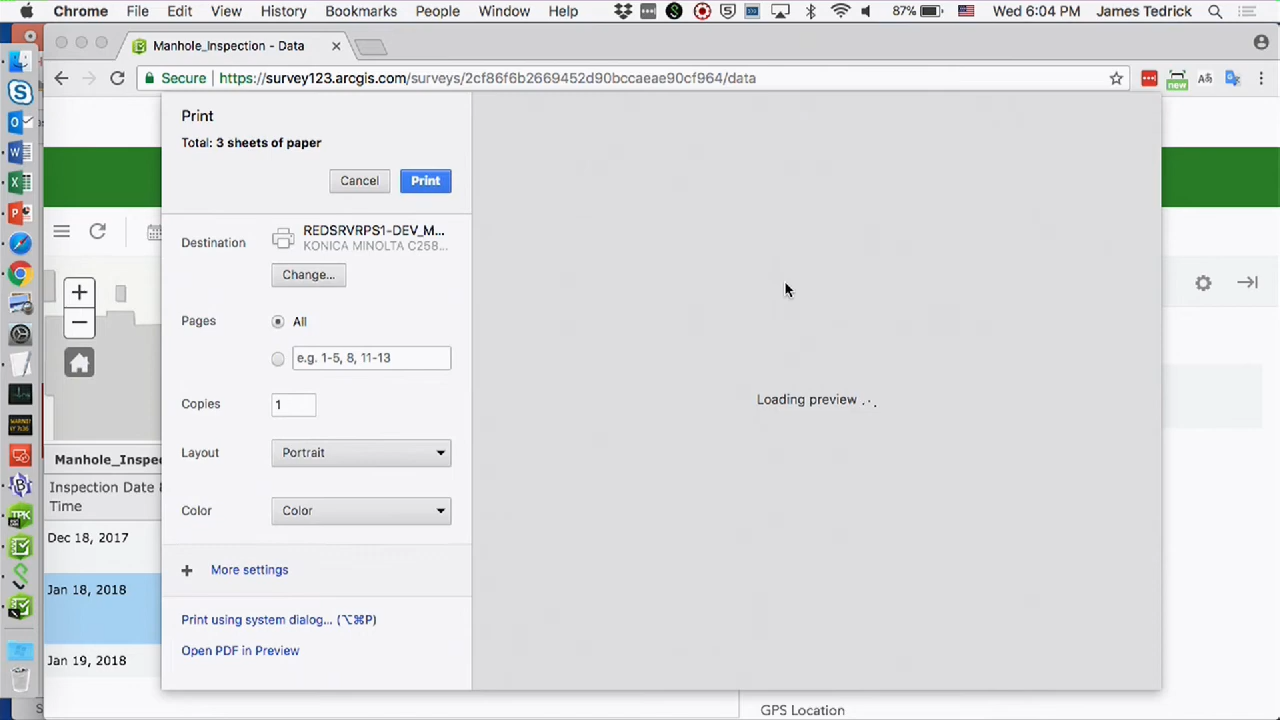 Chrome File Edit View History Bookmarks People Window Help 87% Wed 6:04 PM James Tedrick
Manhole_Inspection - Data
Secure https://survey123.arcgis.com/surveys/2cf86f6b2669452d90bccaeae90cf964/data
new
Print
Total: 3 sheets of paper
Cancel Print
Destination REDSRVRPS1-DEV_M...
KONICA MINOLTA C258...
Change...
Pages All
e.g. 1-5, 8, 11-13
Loading preview
Copies 1
Layout Portrait
Manhole_Inspec
Inspection Date &
Time
Color Color
Dec 18, 2017
More settings
Jan 18, 2018
Print using system dialog... (⌥⌘P)
Open PDF in Preview
Jan 19, 2018
GPS Location